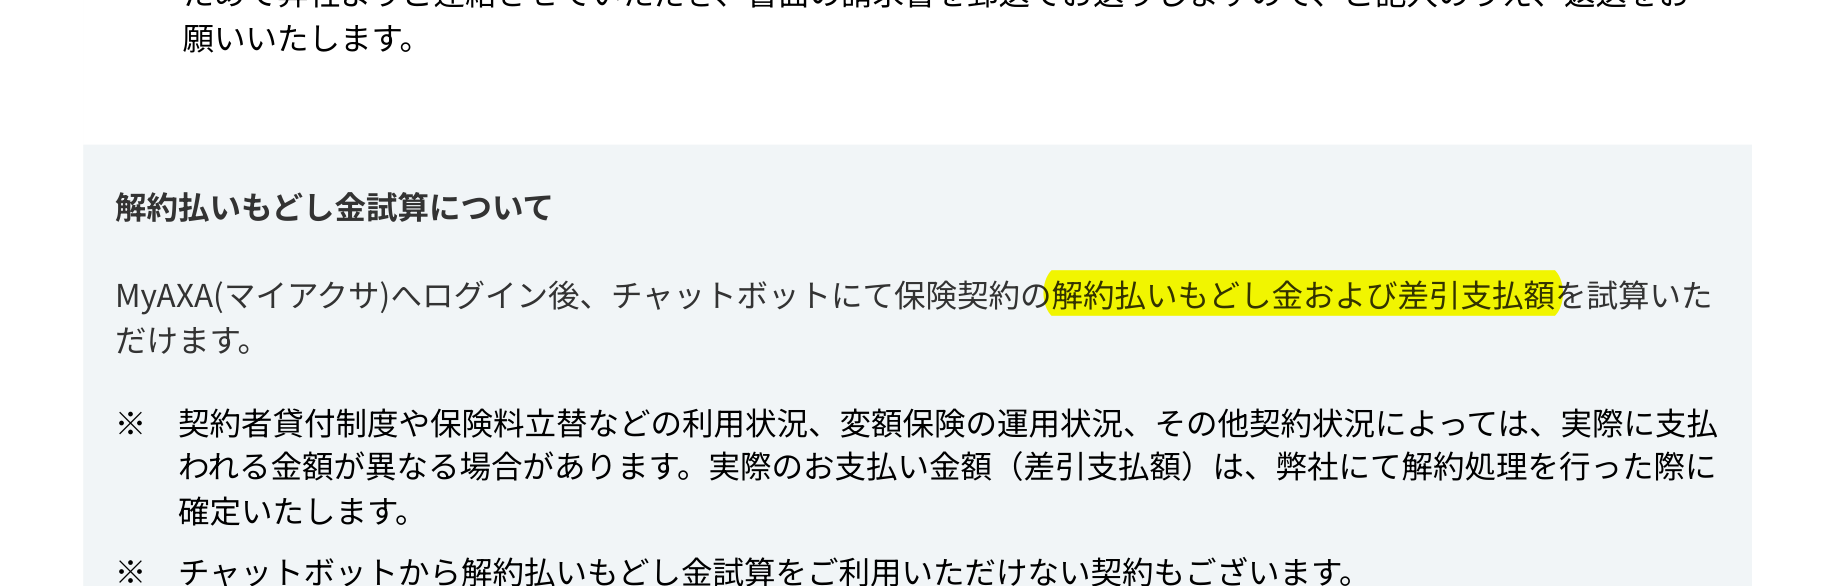 願いいたします。
解約払いもどし金試算について
MyAXA(マイアクサ)へログイン後、チャットボットにて保険契約の解約払いもどし金および差引支払額を試算いた
だけます。
※ 契約者貸付制度や保険料立替などの利用状況、変額保険の運用状況、その他契約状況によっては、実際に支払
われる金額が異なる場合があります。実際のお支払い金額（差引支払額）は、弊社にて解約処理を行った際に
確定いたします。
※ チャットボットから解約払いもどし金試算をご利用いただけない契約もございます。